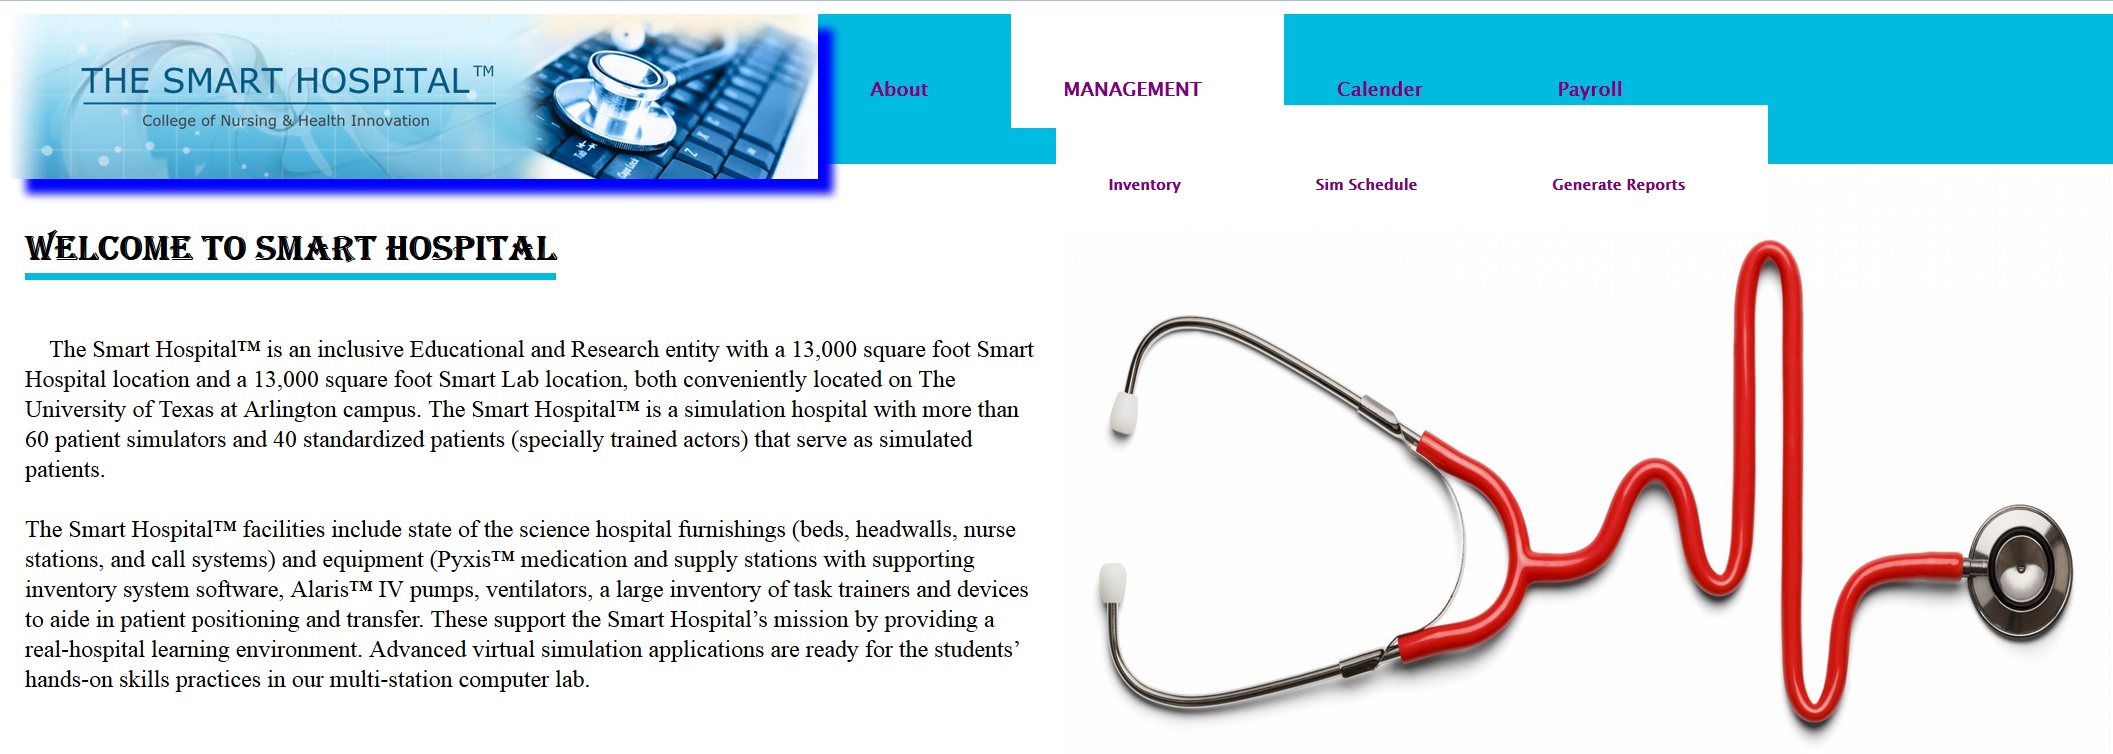 THE SMART HOSPITAL™
College of Nursing & Health Innovation
About
MANAGEMENT
Calender
Payroll
Inventory
Sim Schedule
Generate Reports
WELCOME TO SMART HOSPITAL
The Smart Hospital™ is an inclusive Educational and Research entity with a 13,000 square foot Smart
Hospital location and a 13,000 square foot Smart Lab location, both conveniently located on The
University of Texas at Arlington campus. The Smart Hospital™ is a simulation hospital with more than
60 patient simulators and 40 standardized patients (specially trained actors) that serve as simulated
patients.
The Smart Hospital™ facilities include state of the science hospital furnishings (beds, headwalls, nurse
stations, and call systems) and equipment (Pyxis™ medication and supply stations with supporting
inventory system software, Alaris™ IV pumps, ventilators, a large inventory of task trainers and devices
to aide in patient positioning and transfer. These support the Smart Hospital’s mission by providing a
real-hospital learning environment. Advanced virtual simulation applications are ready for the students’
hands-on skills practices in our multi-station computer lab.